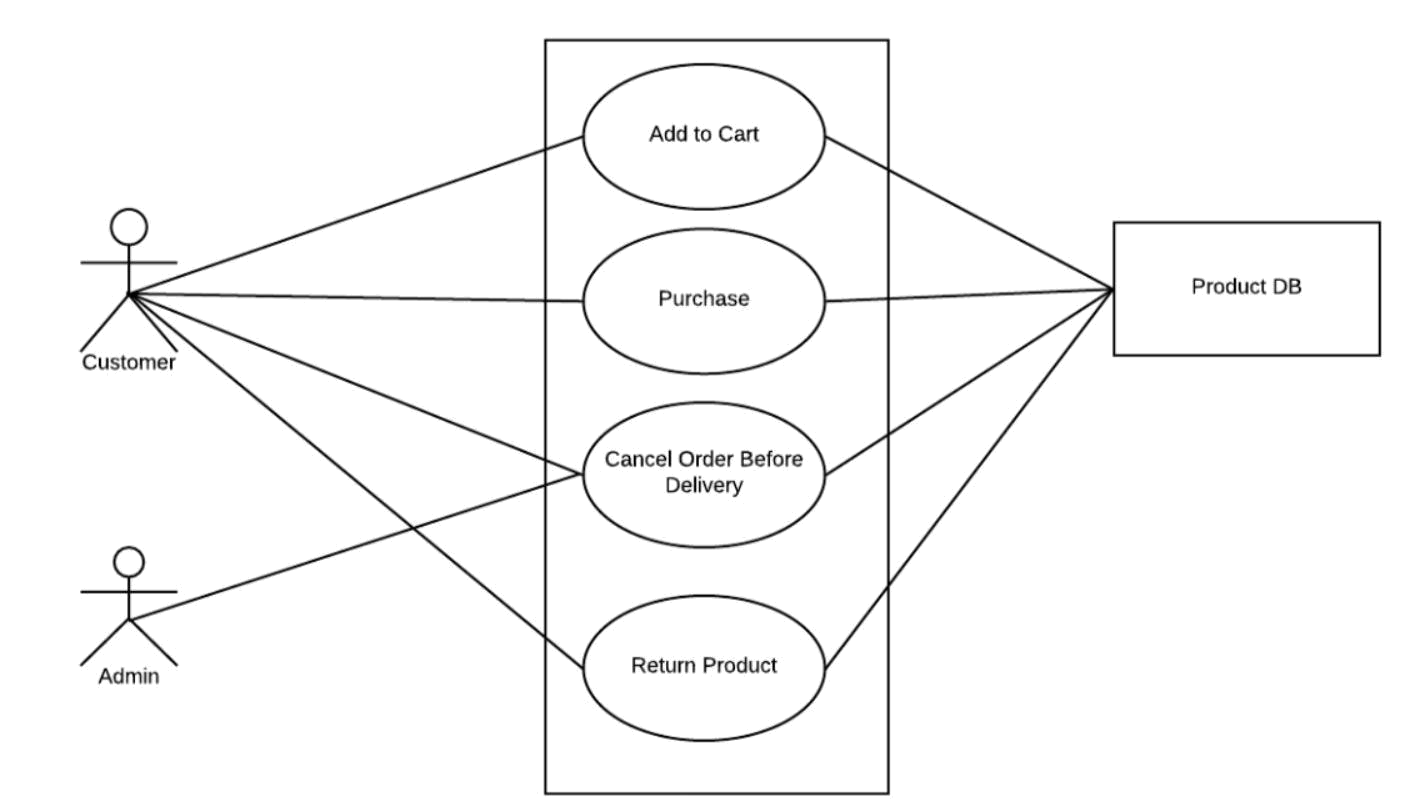 Add to Cart
Purchase
Product DB
Customer
Cancel Order Before
Delivery
Return Product
Admin